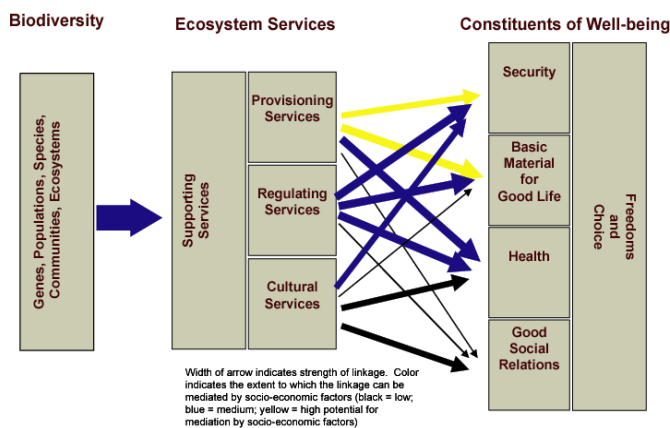 Biodiversity
Ecosystem Services
Constituents of Well-being
Genes, Populations, Species,
Communities, Ecosystems
Supporting
Services
Provisioning
Services
Regulating
Services
Cultural
Services
Security
Basic
Material
for
Good Life
Health
Good
Social
Relations
Freedoms
and
Choice
Width of arrow indicates strength of linkage. Color
indicates the extent to which the linkage can be
mediated by socio-economic factors (black = low;
blue = medium; yellow = high potential for
mediation by socio-economic factors)